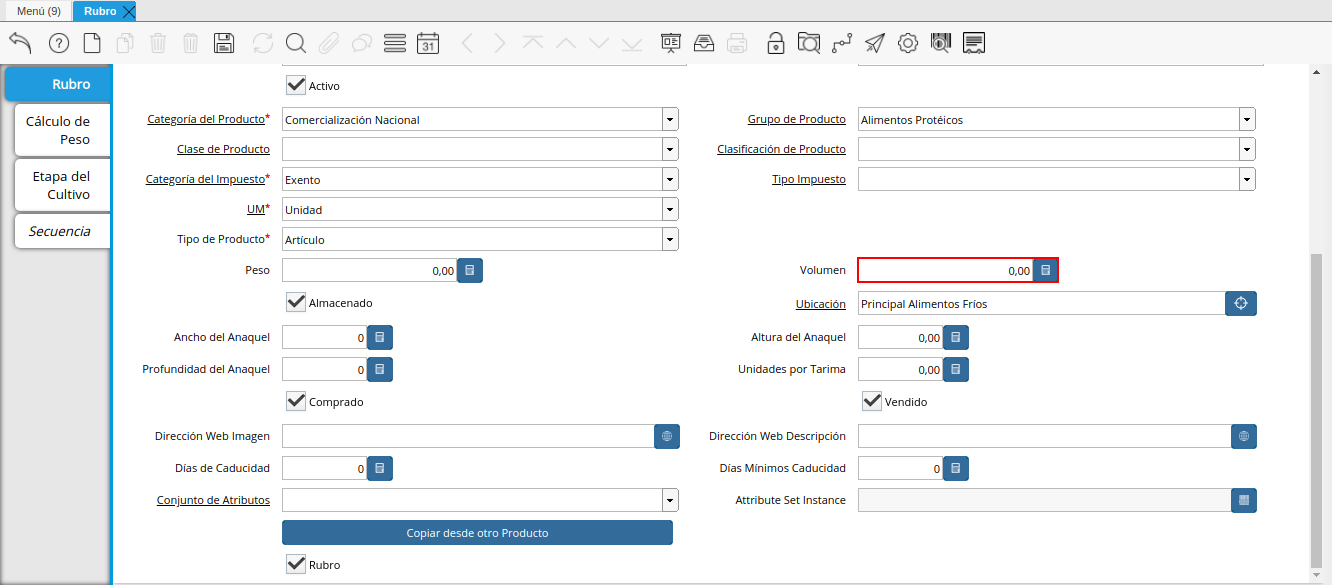 Menú (9) Rubro
31
Rubro
Cálculo de
Peso
Etapa del
Cultivo
Secuencia
Activo
Categoría del Producto* Comercialización Nacional Grupo de Producto Alimentos Protéicos
Clase de Producto Clasificación de Producto
Categoría del Impuesto* Exento Tipo Impuesto
UM* Unidad
Tipo de Producto* Artículo
Peso 0,00 Volumen 0,00
Almacenado Ubicación Principal Alimentos Fríos
Ancho del Anaquel 0 Altura del Anaquel 0,00
Profundidad del Anaquel 0 Unidades por Tarima 0,00
Comprado Vendido
Dirección Web Imagen Dirección Web Descripción
Días de Caducidad 0 Días Mínimos Caducidad 0
Conjunto de Atributos Attribute Set Instance
Copiar desde otro Producto
Rubro